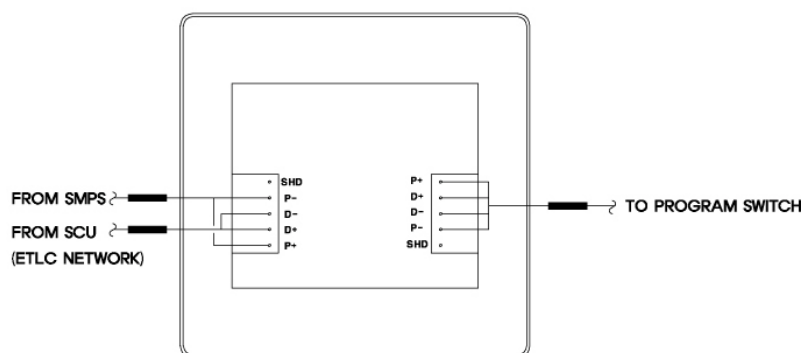 SHD
P-
D-
D+
P+
P+
D+
D-
P-
SHD
FROM SMPS
FROM SCU
(ETLC NETWORK)
TO PROGRAM SWITCH